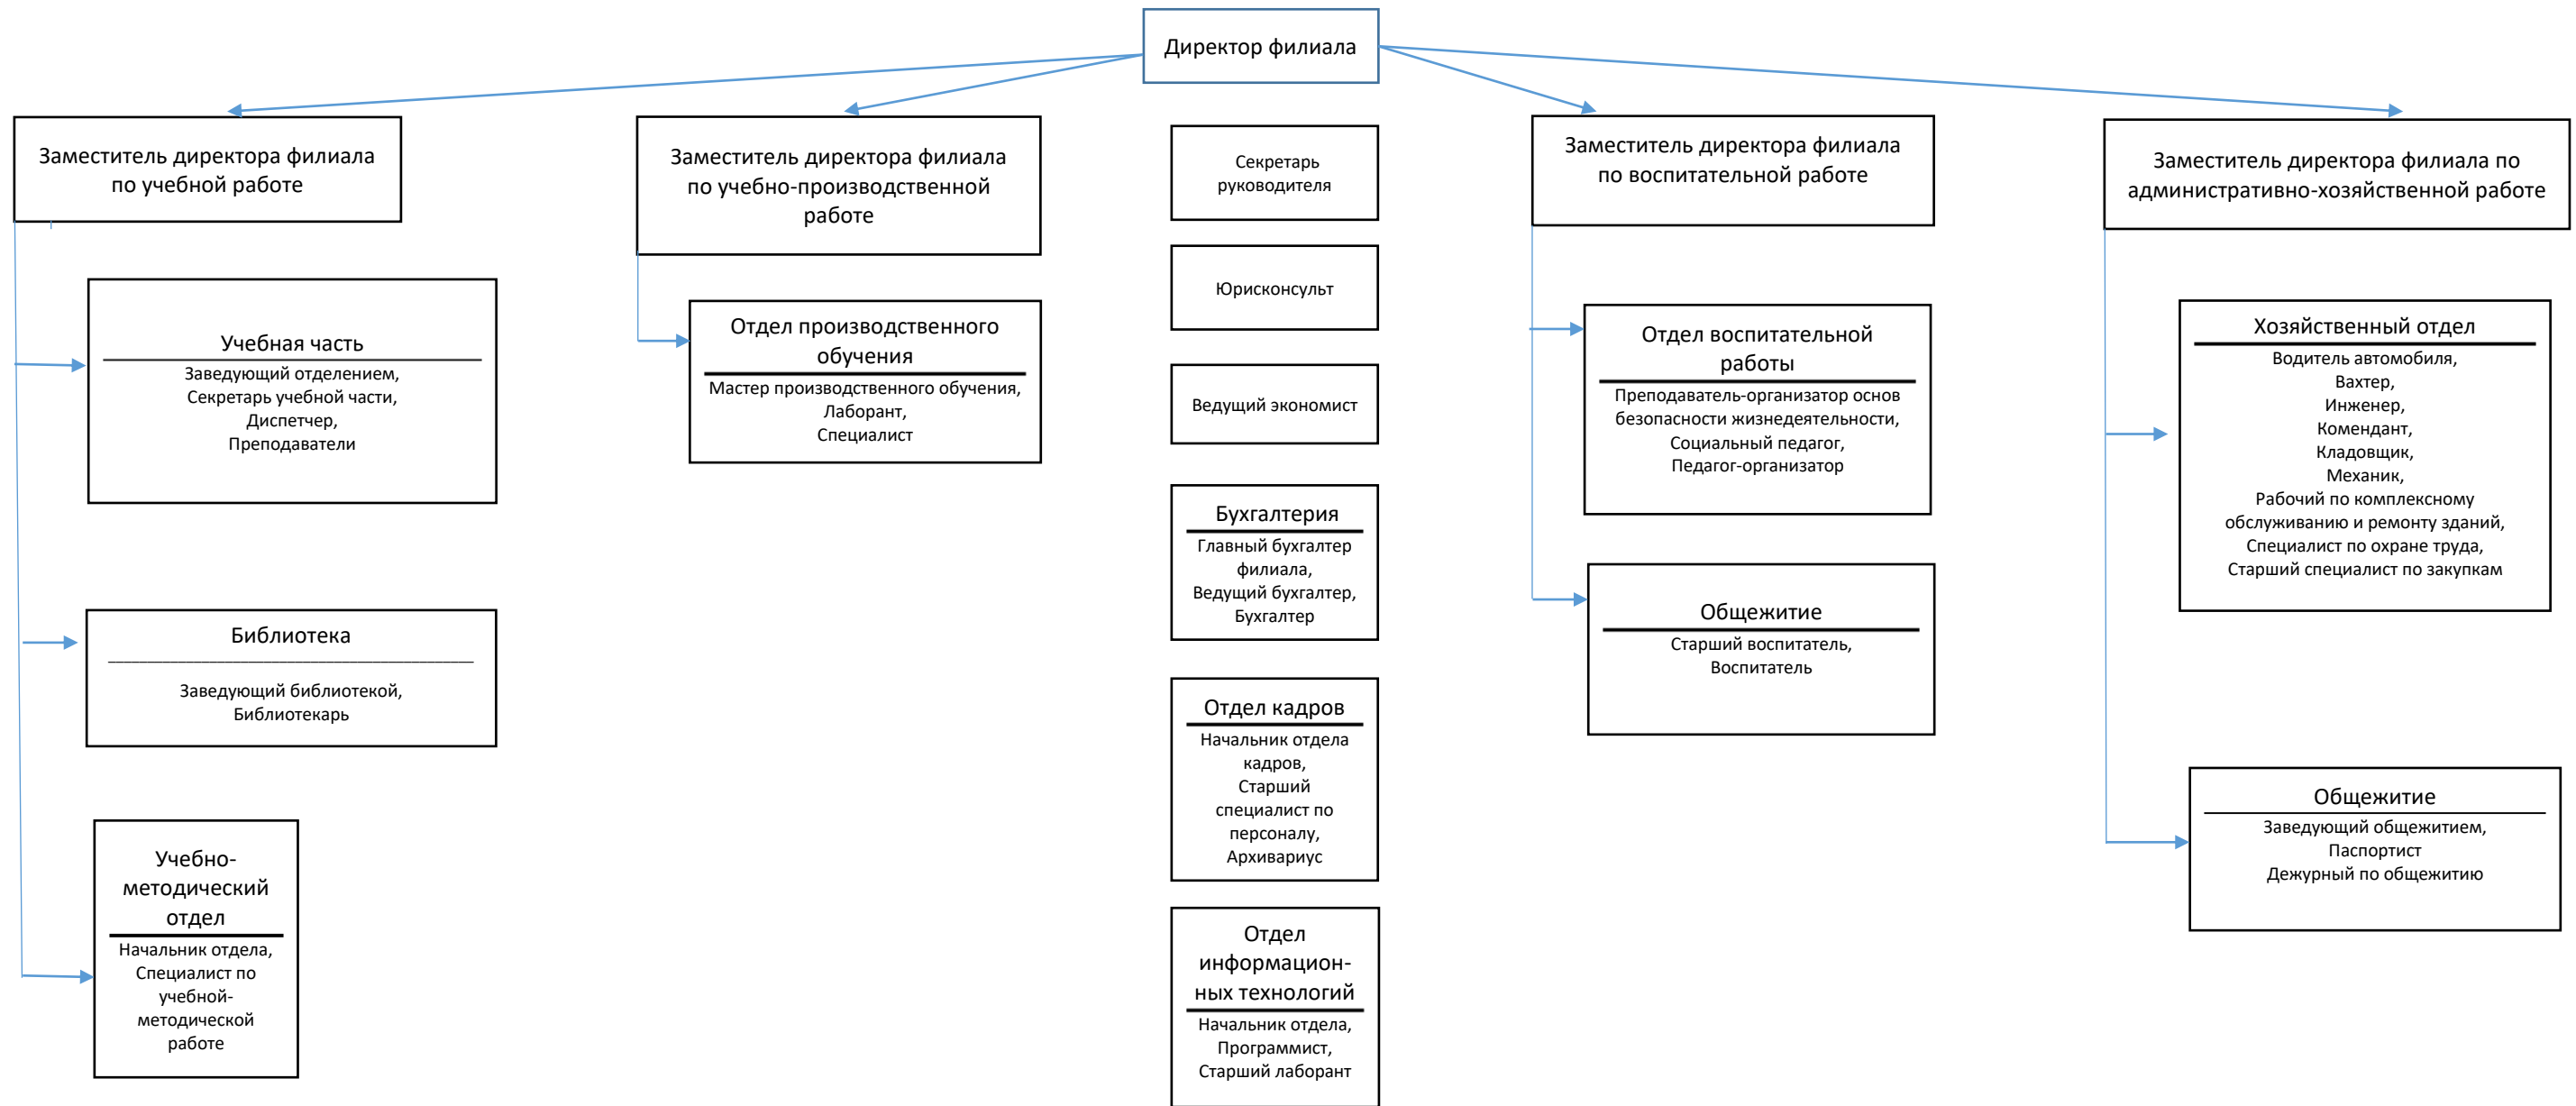 Директор филиала
Заместитель директора филиала
по учебной работе
Учебная часть
Заведующий отделением,
Секретарь учебной части,
Диспетчер,
Преподаватели
Библиотека
Заведующий библиотекой,
Библиотекарь
Учебно-
методический
отдел
Начальник отдела,
Специалист по
учебной-
методической
работе
Заместитель директора филиала
по учебно-производственной
работе
Отдел производственного
обучения
Мастер производственного обучения,
Лаборант,
Специалист
Секретарь
руководителя
Юрисконсульт
Ведущий экономист
Бухгалтерия
Главный бухгалтер
филиала,
Ведущий бухгалтер,
Бухгалтер
Отдел кадров
Начальник отдела
кадров,
Старший
специалист по
персоналу,
Архивариус
Отдел
информацион-
ных технологий
Начальник отдела,
Программист,
Старший лаборант
Заместитель директора филиала
по воспитательной работе
Отдел воспитательной
работы
Преподаватель-организатор основ
безопасности жизнедеятельности,
Социальный педагог,
Педагог-организатор
Общежитие
Старший воспитатель,
Воспитатель
Заместитель директора филиала по
административно-хозяйственной работе
Хозяйственный отдел
Водитель автомобиля,
Вахтер,
Инженер,
Комендант,
Кладовщик,
Механик,
Рабочий по комплексному
обслуживанию и ремонту зданий,
Специалист по охране труда,
Старший специалист по закупкам
Общежитие
Заведующий общежитием,
Паспортист
Дежурный по общежитию